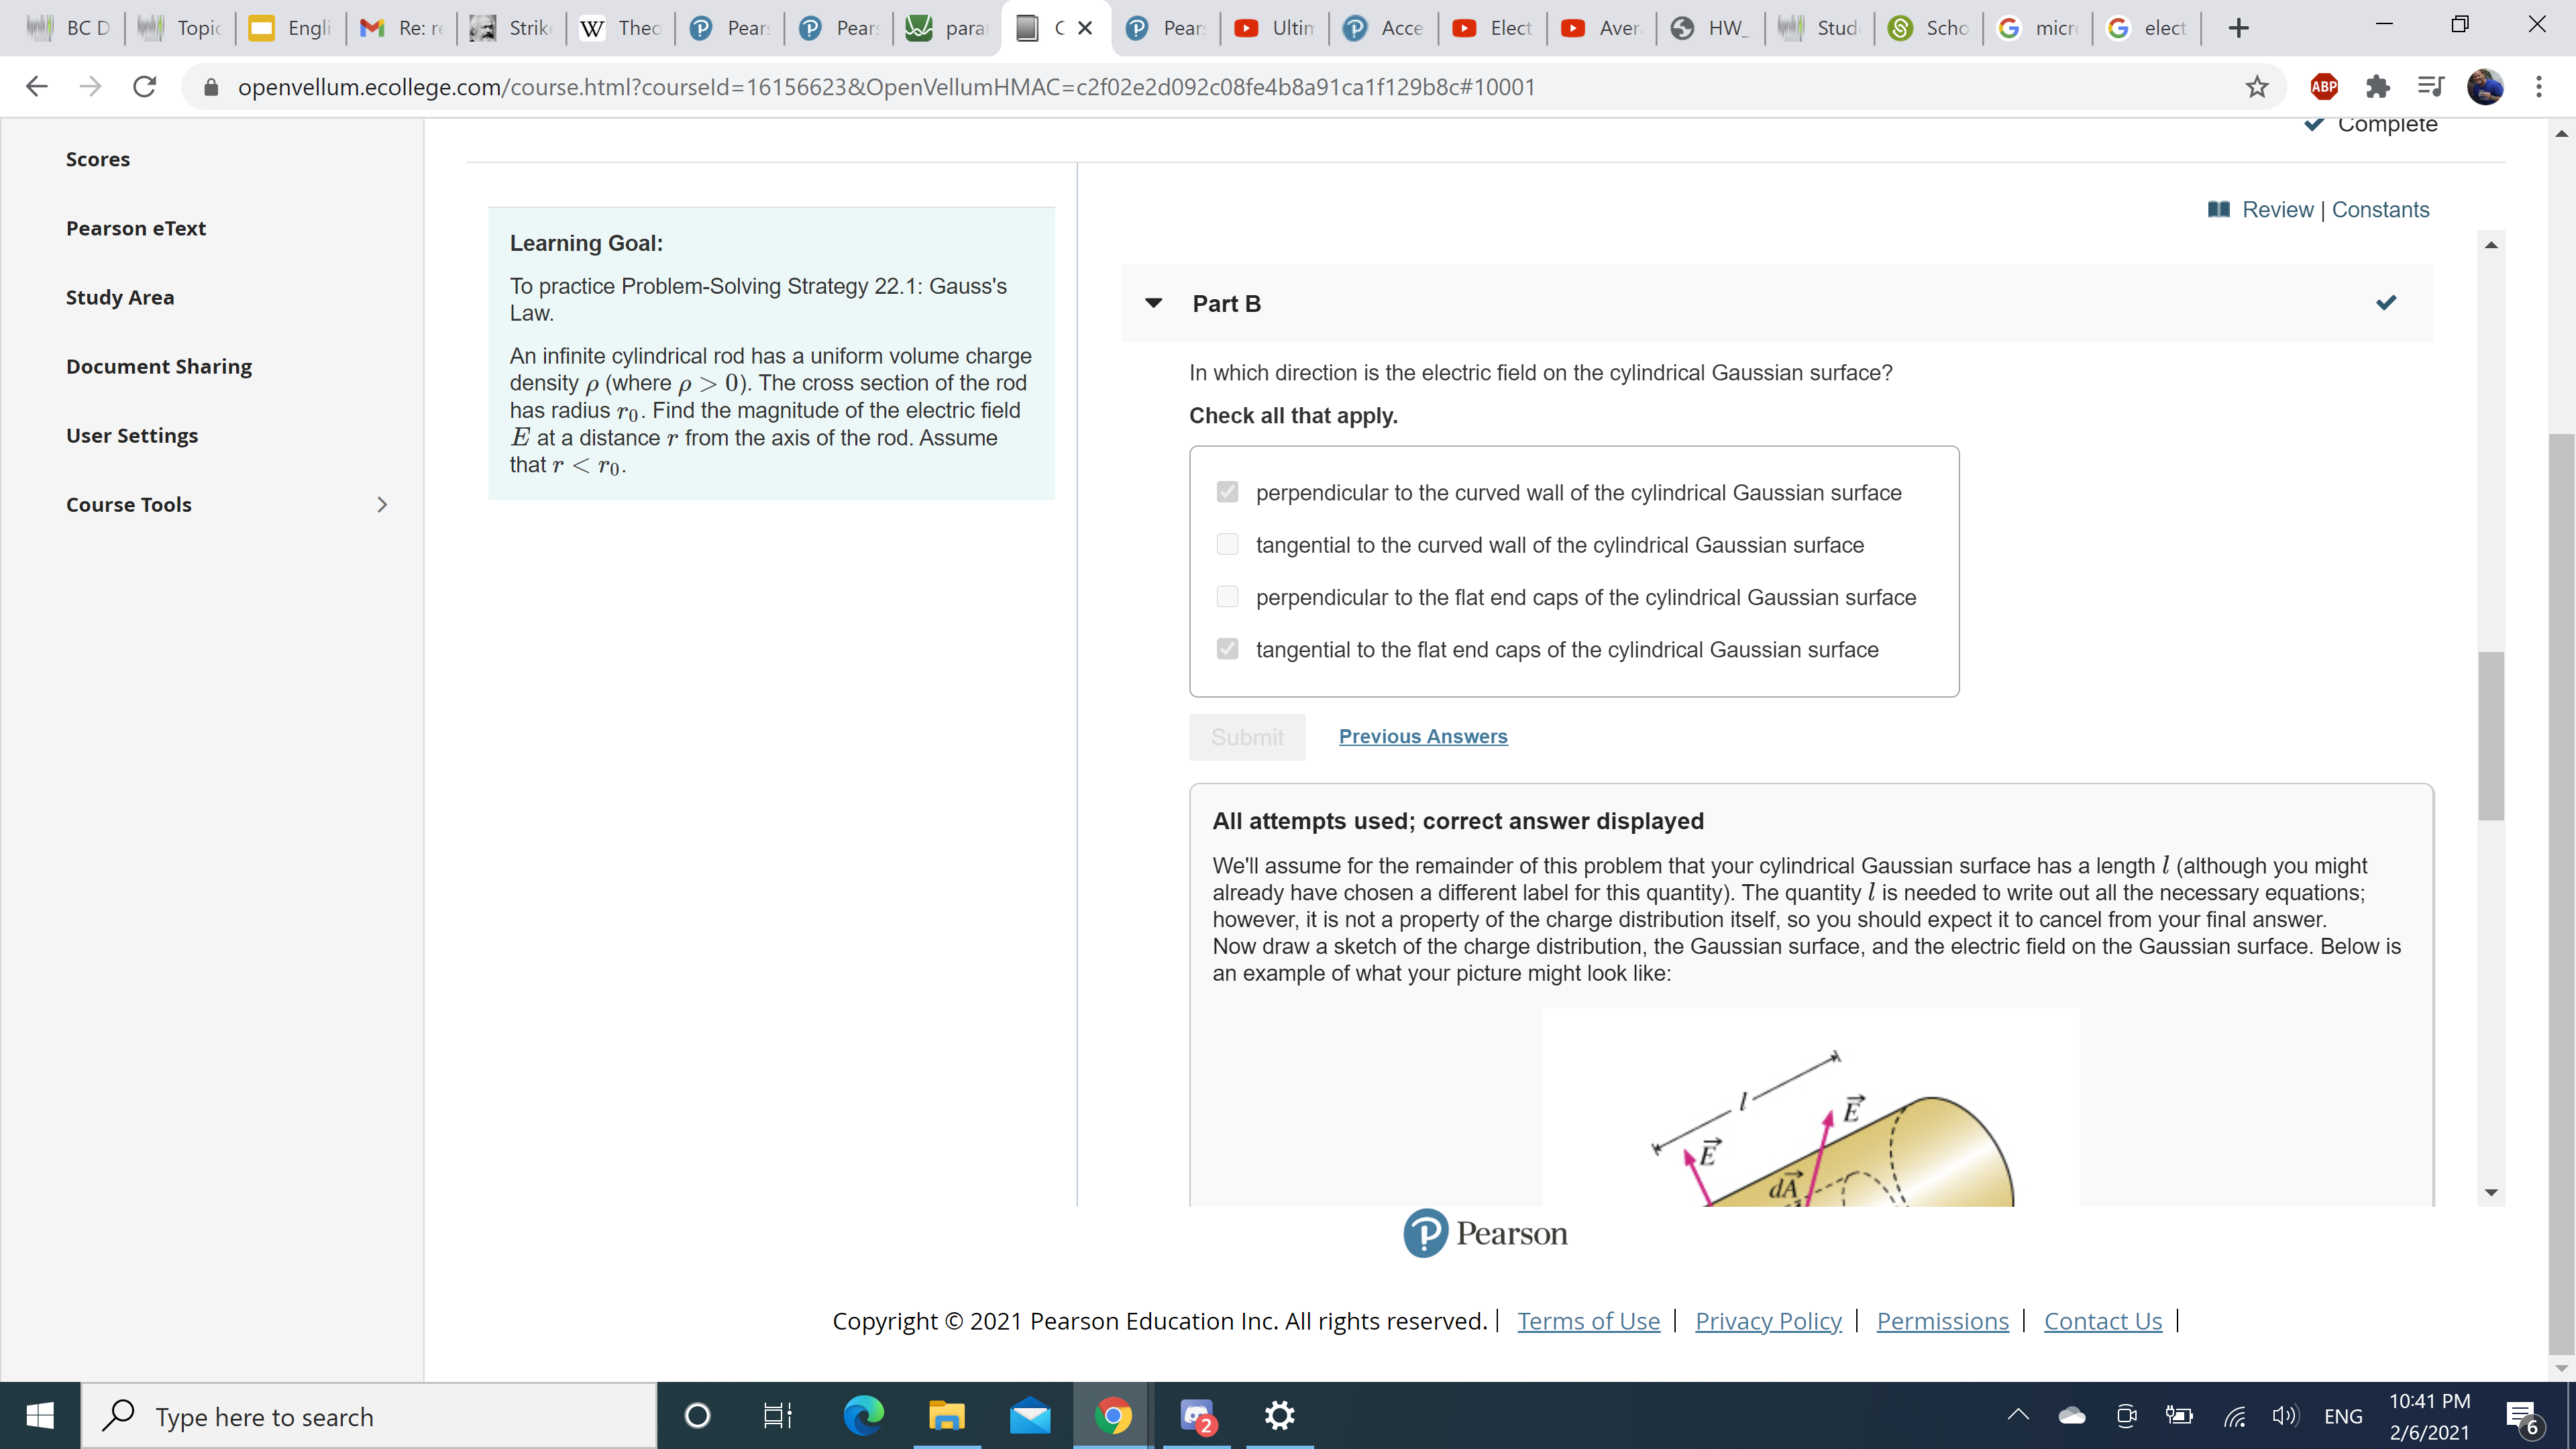 BC D
Topic
Engli
Re: re
Strik
Theo
Pear
Pear
para
C
Pear
Ultin
Acce
Elect
Aver
HW_
Stud
Scho
micro
elect
openvellum.ecollege.com/course.html?courseId=16156623&OpenVellumHMAC=c2f02e2d092c08fe4b8a91ca1f129b8c#10001
ABP
Complete
Scores
Pearson eText
Study Area
Document Sharing
User Settings
Course Tools
Review | Constants
Learning Goal:
To practice Problem-Solving Strategy 22.1: Gauss's
Law.
An infinite cylindrical rod has a uniform volume charge
density ρ (where ρ > 0). The cross section of the rod
has radius r₀. Find the magnitude of the electric field
E at a distance r from the axis of the rod. Assume
that r < r₀.
Part B
In which direction is the electric field on the cylindrical Gaussian surface?
Check all that apply.
perpendicular to the curved wall of the cylindrical Gaussian surface
tangential to the curved wall of the cylindrical Gaussian surface
perpendicular to the flat end caps of the cylindrical Gaussian surface
tangential to the flat end caps of the cylindrical Gaussian surface
Submit
Previous Answers
All attempts used; correct answer displayed
We'll assume for the remainder of this problem that your cylindrical Gaussian surface has a length l (although you might
already have chosen a different label for this quantity). The quantity l is needed to write out all the necessary equations;
however, it is not a property of the charge distribution itself, so you should expect it to cancel from your final answer.
Now draw a sketch of the charge distribution, the Gaussian surface, and the electric field on the Gaussian surface. Below is
an example of what your picture might look like:
l
E⃗
E⃗
dA⃗
Pearson
Copyright © 2021 Pearson Education Inc. All rights reserved. | Terms of Use | Privacy Policy | Permissions | Contact Us |
Type here to search
2
ENG
10:41 PM
2/6/2021
6